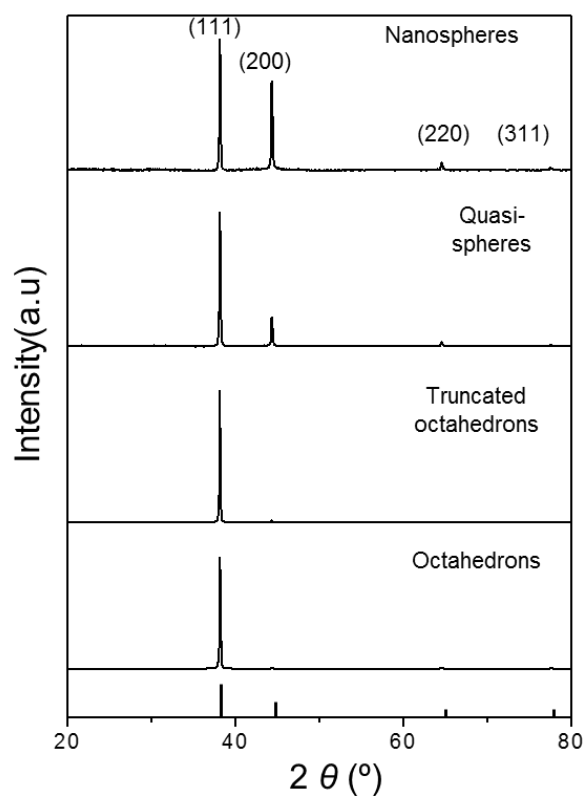 (111)
Nanospheres
(200)
(220)
(311)
Quasi-
spheres
Truncated
octahedrons
Octahedrons
Intensity(a.u)
20
40
60
80
2 θ (º)